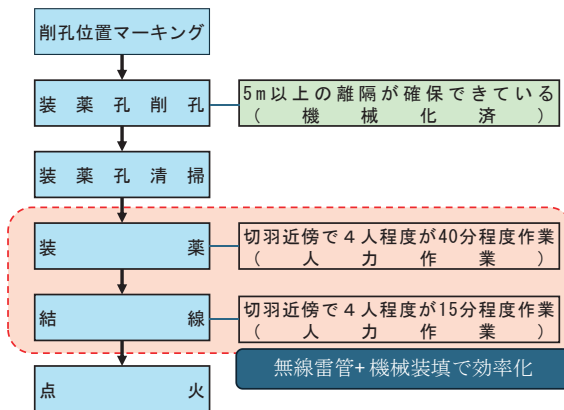 削孔位置マーキング
装薬孔削孔
5m以上の離隔が確保できている
(機械化済)
装薬孔清掃
装薬
切羽近傍で４人程度が40分程度作業
(人力作業)
結線
切羽近傍で４人程度が15分程度作業
(人力作業)
無線雷管+機械装填で効率化
点火